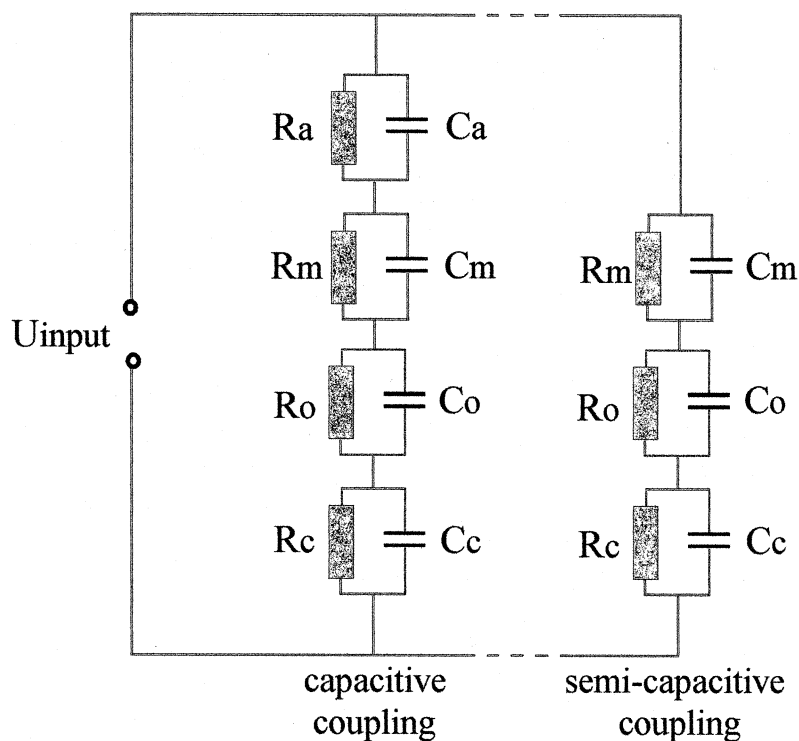 Ra
Ca
Rm
Cm
Rm
Cm
Uinput
Ro
Co
Ro
Co
Rc
Cc
Rc
Cc
capacitive
coupling
semi-capacitive
coupling